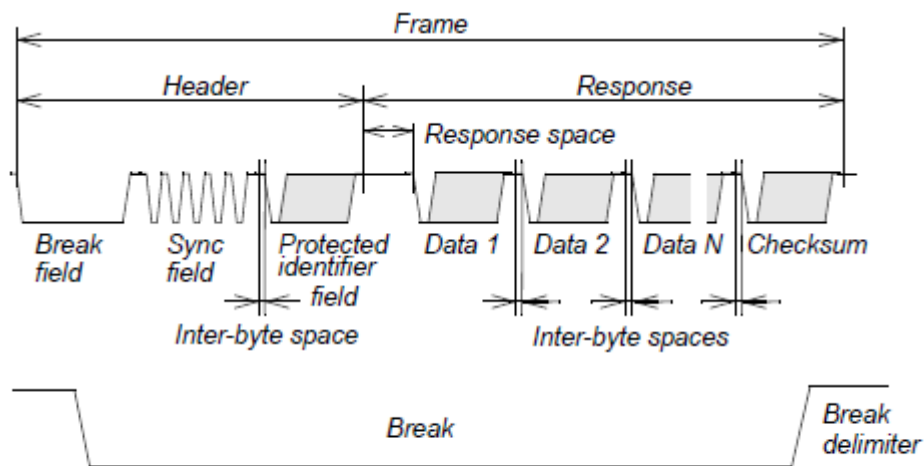 Frame
Header
Response
Response space
Break
field
Sync
field
Protected
identifier
field
Data 1
Data 2
Data N
Checksum
Inter-byte space
Inter-byte spaces
Break
Break
delimiter